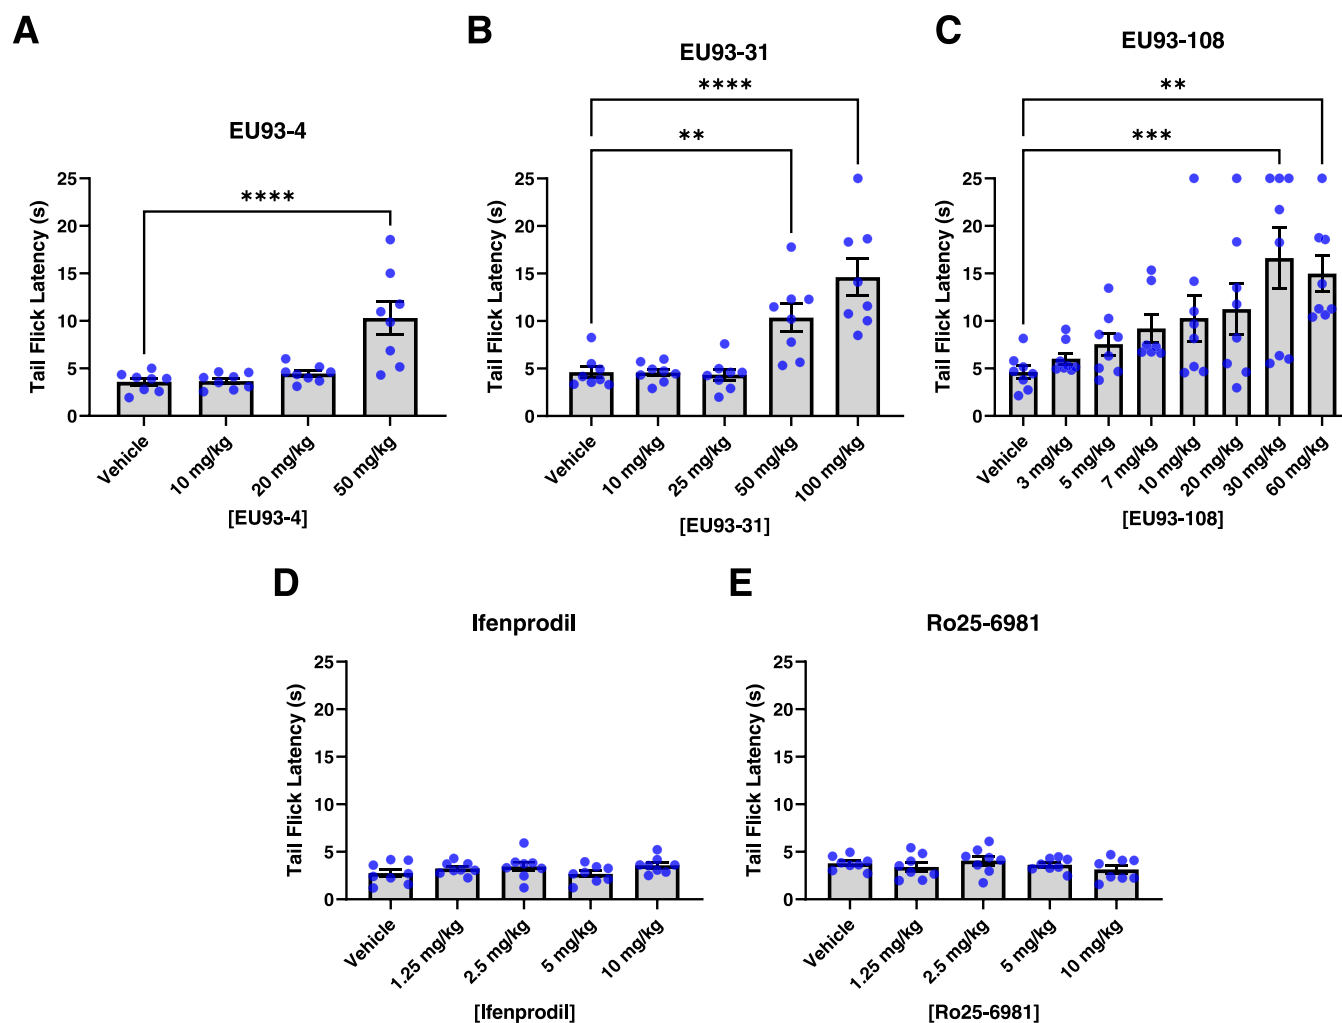 A
EU93-4
****
Tail Flick Latency (s)
25
20
15
10
5
0
Vehicle
10 mg/kg
20 mg/kg
50 mg/kg
[EU93-4]
B
EU93-31
****
**
Tail Flick Latency (s)
25
20
15
10
5
0
Vehicle
10 mg/kg
25 mg/kg
50 mg/kg
100 mg/kg
[EU93-31]
C
EU93-108
**
***
Tail Flick Latency (s)
25
20
15
10
5
0
Vehicle
3 mg/kg
5 mg/kg
7 mg/kg
10 mg/kg
20 mg/kg
30 mg/kg
60 mg/kg
[EU93-108]
D
Ifenprodil
Tail Flick Latency (s)
25
20
15
10
5
0
Vehicle
1.25 mg/kg
2.5 mg/kg
5 mg/kg
10 mg/kg
[Ifenprodil]
E
Ro25-6981
Tail Flick Latency (s)
25
20
15
10
5
0
Vehicle
1.25 mg/kg
2.5 mg/kg
5 mg/kg
10 mg/kg
[Ro25-6981]